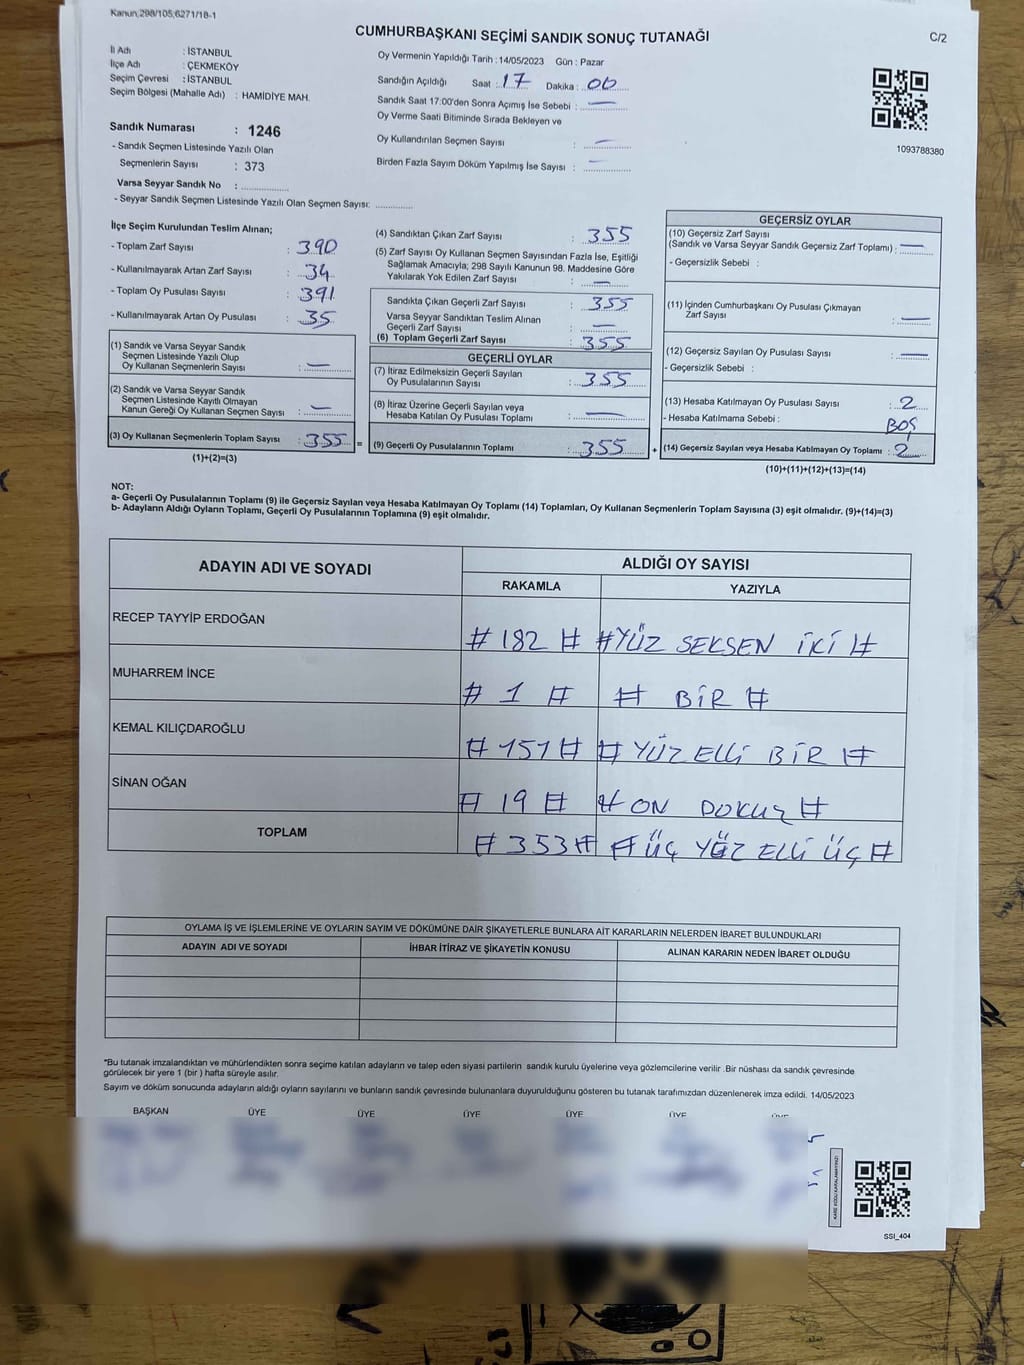 Kanun;298/105;6271/18-1
CUMHURBAŞKANI SEÇİMİ SANDIK SONUÇ TUTANAĞI
C/2
İl Adı : İSTANBUL
İlçe Adı : ÇEKMEKÖY
Seçim Çevresi : İSTANBUL
Seçim Bölgesi (Mahalle Adı) : HAMİDİYE MAH.
Sandık Numarası : 1246
- Sandık Seçmen Listesinde Yazılı Olan
Seçmenlerin Sayısı : 373
Varsa Seyyar Sandık No :
- Seyyar Sandık Seçmen Listesinde Yazılı Olan Seçmen Sayısı:
Oy Vermenin Yapıldığı Tarih : 14/05/2023 Gün : Pazar
Sandığın Açıldığı Saat : 17 Dakika : 00
Sandık Saat 17:00'den Sonra Açımış İse Sebebi : —
Oy Verme Saati Bitiminde Sırada Bekleyen ve
Oy Kullandırılan Seçmen Sayısı : —
Birden Fazla Sayım Döküm Yapılmış İse Sayısı : —
1093788380
İlçe Seçim Kurulundan Teslim Alınan;
- Toplam Zarf Sayısı : 390
- Kullanılmayarak Artan Zarf Sayısı : 34
- Toplam Oy Pusulası Sayısı : 391
- Kullanılmayarak Artan Oy Pusulası : 35
(1) Sandık ve Varsa Seyyar Sandık
Seçmen Listesinde Yazılı Olup
Oy Kullanan Seçmenlerin Sayısı : —
(2) Sandık ve Varsa Seyyar Sandık
Seçmen Listesinde Kayıtlı Olmayan
Kanun Gereği Oy Kullanan Seçmen Sayısı : —
(3) Oy Kullanan Seçmenlerin Toplam Sayısı : 355 =
(1)+(2)=(3)
(4) Sandıktan Çıkan Zarf Sayısı : 355
(5) Zarf Sayısı Oy Kullanan Seçmen Sayısından Fazla İse, Eşitliği
Sağlamak Amacıyla; 298 Sayılı Kanunun 98. Maddesine Göre
Yakılarak Yok Edilen Zarf Sayısı : —
Sandıkta Çıkan Geçerli Zarf Sayısı : 355
Varsa Seyyar Sandıktan Teslim Alınan
Geçerli Zarf Sayısı : —
(6) Toplam Geçerli Zarf Sayısı : 355
GEÇERLİ OYLAR
(7) İtiraz Edilmeksizin Geçerli Sayılan
Oy Pusulalarının Sayısı : 355
(8) İtiraz Üzerine Geçerli Sayılan veya
Hesaba Katılan Oy Pusulası Toplamı : —
(9) Geçerli Oy Pusulalarının Toplamı : 355 +
GEÇERSİZ OYLAR
(10) Geçersiz Zarf Sayısı
(Sandık ve Varsa Seyyar Sandık Geçersiz Zarf Toplamı) : —
- Geçersizlik Sebebi :
(11) İçinden Cumhurbaşkanı Oy Pusulası Çıkmayan
Zarf Sayısı : —
(12) Geçersiz Sayılan Oy Pusulası Sayısı : —
- Geçersizlik Sebebi :
(13) Hesaba Katılmayan Oy Pusulası Sayısı : 2
- Hesaba Katılmama Sebebi : BOŞ
(14) Geçersiz Sayılan veya Hesaba Katılmayan Oy Toplamı : 2
(10)+(11)+(12)+(13)=(14)
NOT:
a- Geçerli Oy Pusulalarının Toplamı (9) ile Geçersiz Sayılan veya Hesaba Katılmayan Oy Toplamı (14) Toplamları, Oy Kullanan Seçmenlerin Toplam Sayısına (3) eşit olmalıdır. (9)+(14)=(3)
b- Adayların Aldığı Oyların Toplamı, Geçerli Oy Pusulalarının Toplamına (9) eşit olmalıdır.
ADAYIN ADI VE SOYADI
ALDIĞI OY SAYISI
RAKAMLA YAZIYLA
RECEP TAYYİP ERDOĞAN # 182 # # YÜZ SEKSEN İKİ #
MUHARREM İNCE # 1 # # BİR #
KEMAL KILIÇDAROĞLU # 151 # # YÜZ ELLİ BİR #
SİNAN OĞAN # 19 # # ON DOKUZ #
TOPLAM # 353 # # ÜÇ YÜZ ELLİ ÜÇ #
OYLAMA İŞ VE İŞLEMLERİNE VE OYLARIN SAYIM VE DÖKÜMÜNE DAİR ŞİKAYETLERLE BUNLARA AİT KARARLARIN NELERDEN İBARET BULUNDUKLARI
ADAYIN ADI VE SOYADI İHBAR İTİRAZ VE ŞİKAYETİN KONUSU ALINAN KARARIN NEDEN İBARET OLDUĞU
*Bu tutanak imzalandıktan ve mühürlendikten sonra seçime katılan adayların ve talep eden siyasi partilerin sandık kurulu üyelerine veya gözlemcilerine verilir .Bir nüshası da sandık çevresinde
görülecek bir yere 1 (bir ) hafta süreyle asılır.
Sayım ve döküm sonucunda adayların aldığı oyların sayılarını ve bunların sandık çevresinde bulunanlara duyurulduğunu gösteren bu tutanak tarafımızdan düzenlenerek imza edildi. 14/05/2023
BAŞKAN ÜYE ÜYE ÜYE ÜYE ÜYE ÜYE
KARE KODU KARALAMAYINIZ!
SSİ_404